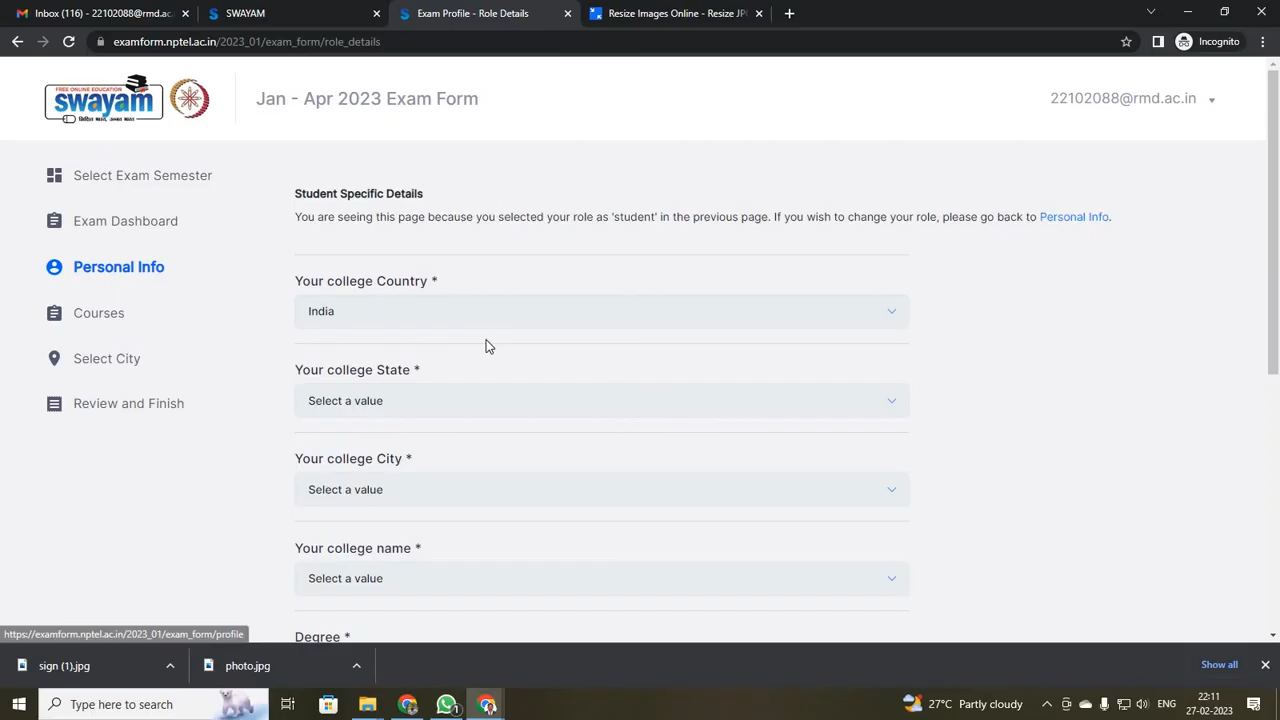 Inbox (116) - 22102088@rmd.ac.
SWAYAM
Exam Profile - Role Details
Resize Images Online - Resize JP
examform.nptel.ac.in/2023_01/exam_form/role_details
Incognito
FREE ONLINE EDUCATION
swayam
Jan - Apr 2023 Exam Form
22102088@rmd.ac.in
Select Exam Semester
Exam Dashboard
Personal Info
Courses
Select City
Review and Finish
Student Specific Details
You are seeing this page because you selected your role as 'student' in the previous page. If you wish to change your role, please go back to Personal Info.
Your college Country *
India
Your college State *
Select a value
Your college City *
Select a value
Your college name *
Select a value
Degree *
https://examform.nptel.ac.in/2023_01/exam_form/profile
sign (1).jpg
photo.jpg
Show all
Type here to search
1
27°C Partly cloudy
ENG
22:11
27-02-2023